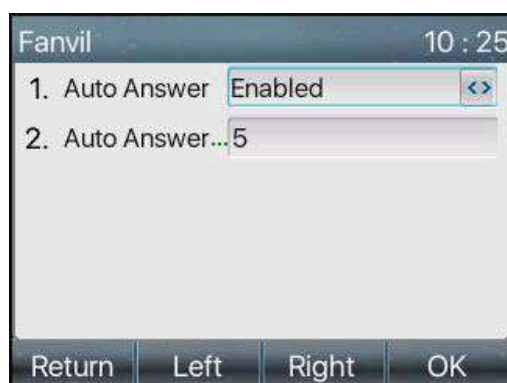 Fanvil 10 : 25
1. Auto Answer Enabled <>
2. Auto Answer... 5
Return Left Right OK